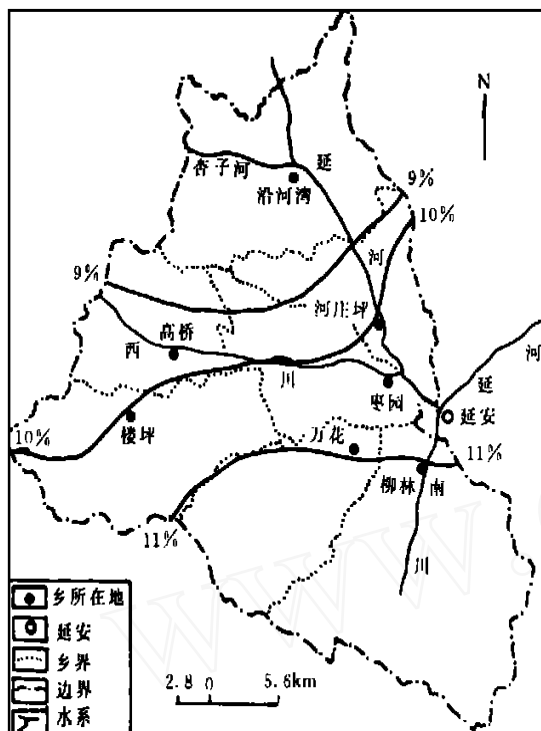 N
杏子河
延
沿河湾
9%
10%
河
9%
河庄坪
高桥
西
川
枣园
河
延
延安
楼坪
10%
万花
11%
柳林
南
11%
川
乡所在地
延安
乡界
边界
水系
2.8 0 5.6km
www.